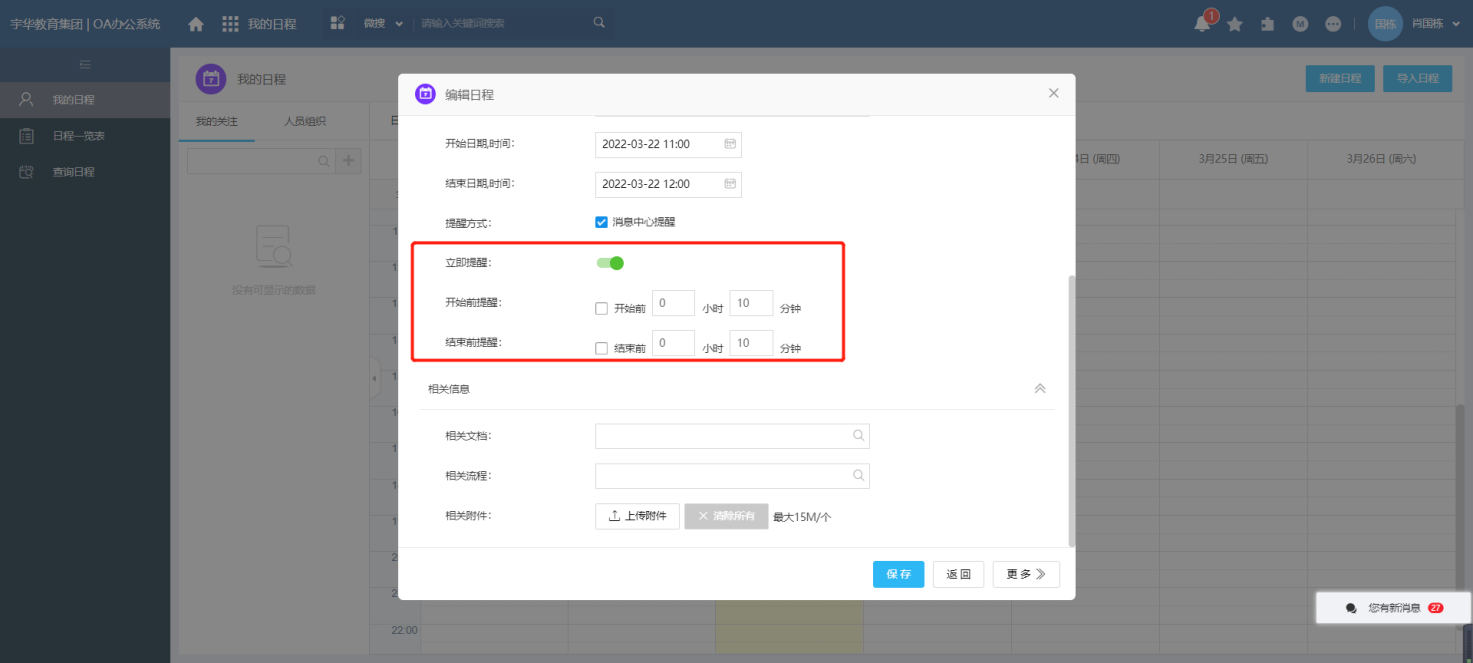 宇华教育集团 | OA办公系统
我的日程
微搜
请输入关键词搜索
1
M
国栋
肖国栋
我的日程
日程一览表
查询日程
我的日程
新建日程
导入日程
我的关注
人员组织
没有可显示的数据
日 (周四)
3月25日 (周五)
3月26日 (周六)
22:00
编辑日程
开始日期,时间：
2022-03-22 11:00
结束日期,时间：
2022-03-22 12:00
提醒方式：
消息中心提醒
立即提醒：
开始前提醒：
开始前 0 小时 10 分钟
结束前提醒：
结束前 0 小时 10 分钟
相关信息
相关文档：
相关流程：
相关附件：
上传附件
清除所有
最大15M/个
保存
返回
更多
您有新消息 27